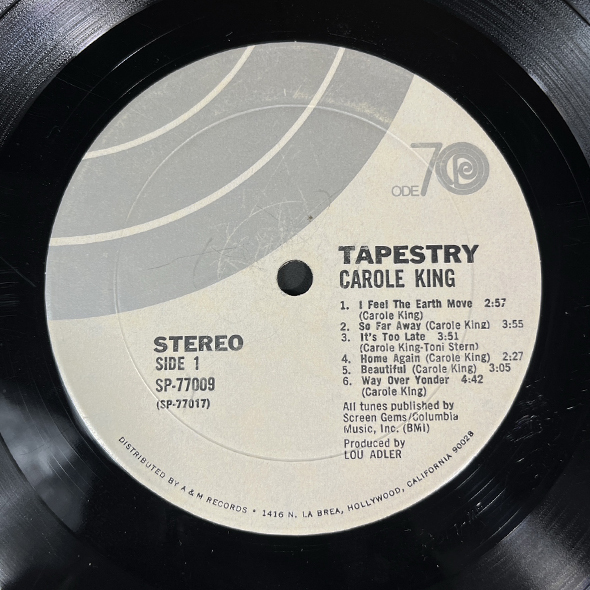 ODE 70
TAPESTRY
CAROLE KING
1. I Feel The Earth Move 2:57
(Carole King)
2. So Far Away (Carole King) 3:55
3. It's Too Late 3:51
(Carole King-Toni Stern)
4. Home Again (Carole King) 2:27
5. Beautiful (Carole King) 3:05
6. Way Over Yonder 4:42
(Carole King)
All tunes published by
Screen Gems/Columbia
Music, Inc. (BMI)
Produced by
LOU ADLER
STEREO
SIDE 1
SP-77009
(SP-77017)
DISTRIBUTED BY A & M RECORDS • 1416 N. LA BREA, HOLLYWOOD, CALIFORNIA 90028